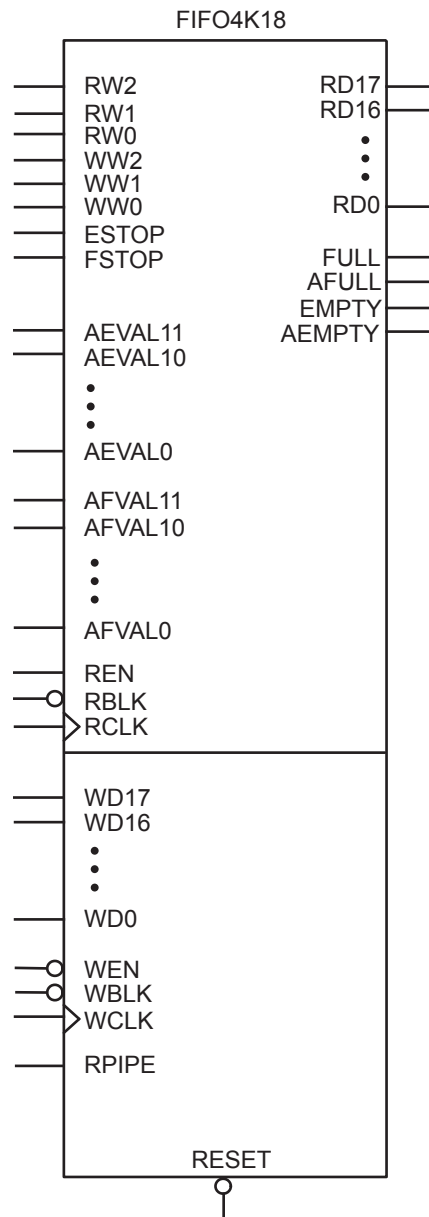 FIFO4K18
RW2
RD17
RW1
RD16
RW0
WW2
WW1
WW0
RD0
ESTOP
FSTOP
FULL
AFULL
EMPTY
AEVAL11
AEMPTY
AEVAL10
AEVAL0
AFVAL11
AFVAL10
AFVAL0
REN
RBLK
RCLK
WD17
WD16
WD0
WEN
WBLK
WCLK
RPIPE
RESET